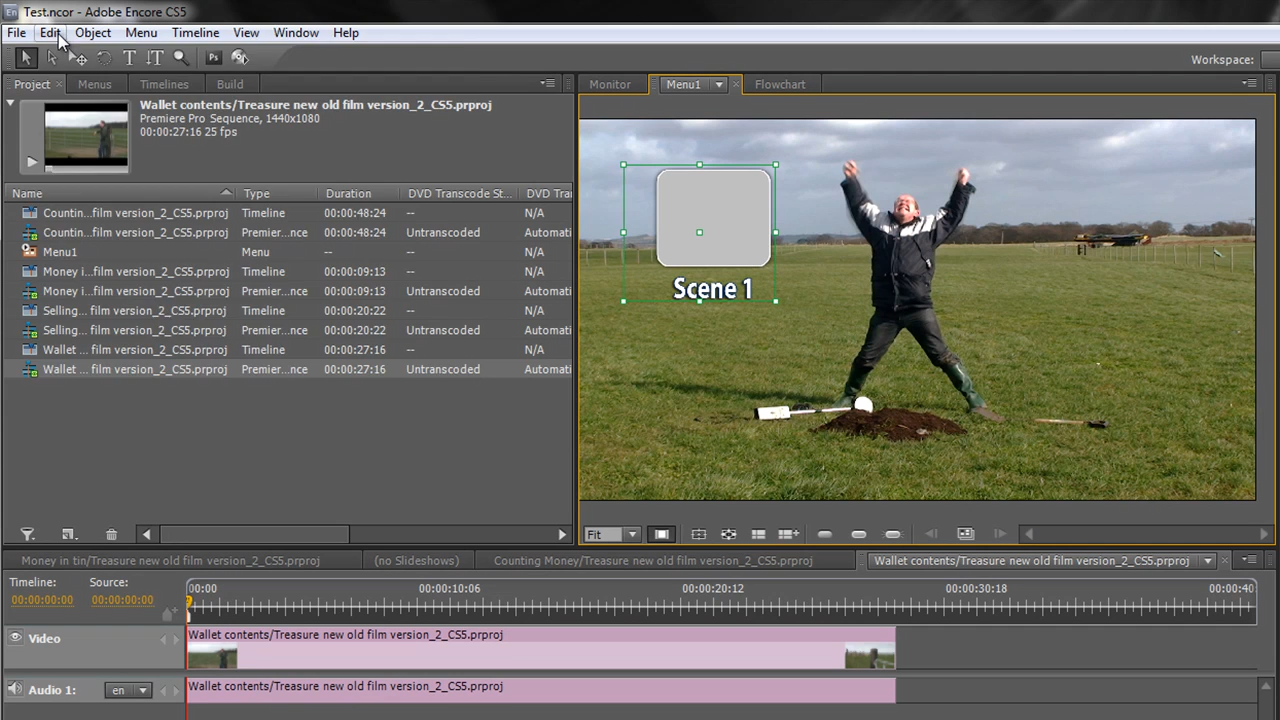 En Test.ncor - Adobe Encore CS5
File Edit Object Menu Timeline View Window Help
T IT Ps
Workspace:
Project Menus Timelines Build
Monitor Menu1 Flowchart
Wallet contents/Treasure new old film version_2_CS5.prproj
Premiere Pro Sequence, 1440x1080
00:00:27:16 25 fps
Name Type Duration DVD Transcode St... DVD Tra
Countin...film version_2_CS5.prproj Timeline 00:00:48:24 -- N/A
Countin...film version_2_CS5.prproj Premier...nce 00:00:48:24 Untranscoded Automati
Menu1 Menu -- -- N/A
Money i...film version_2_CS5.prproj Timeline 00:00:09:13 -- N/A
Money i...film version_2_CS5.prproj Premier...nce 00:00:09:13 Untranscoded Automati
Selling...film version_2_CS5.prproj Timeline 00:00:20:22 -- N/A
Selling...film version_2_CS5.prproj Premier...nce 00:00:20:22 Untranscoded Automati
Wallet ... film version_2_CS5.prproj Timeline 00:00:27:16 -- N/A
Wallet ... film version_2_CS5.prproj Premier...nce 00:00:27:16 Untranscoded Automati
Scene 1
Fit
Money in tin/Treasure new old film version_2_CS5.prproj (no Slideshows) Counting Money/Treasure new old film version_2_CS5.prproj Wallet contents/Treasure new old film version_2_CS5.prproj
Timeline: Source:
00:00:00:00 00:00:00:00
00:00 00:00:10:06 00:00:20:12 00:00:30:18 00:00:40
Video Wallet contents/Treasure new old film version_2_CS5.prproj
Audio 1: en Wallet contents/Treasure new old film version_2_CS5.prproj